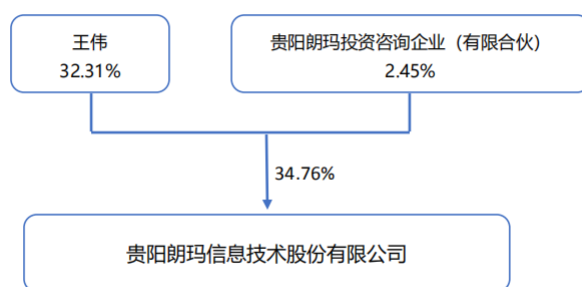 王伟
32.31%
贵阳朗玛投资咨询企业（有限合伙）
2.45%
34.76%
贵阳朗玛信息技术股份有限公司